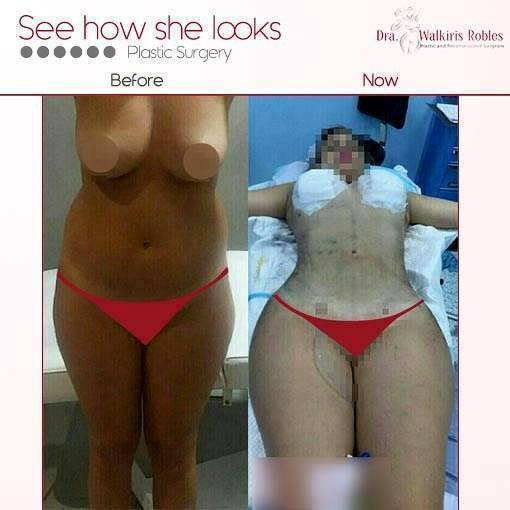 See how she looks
Plastic Surgery
Dra. Walkiris Robles
Plastic and Reconstructive Surgeon
Before
Now